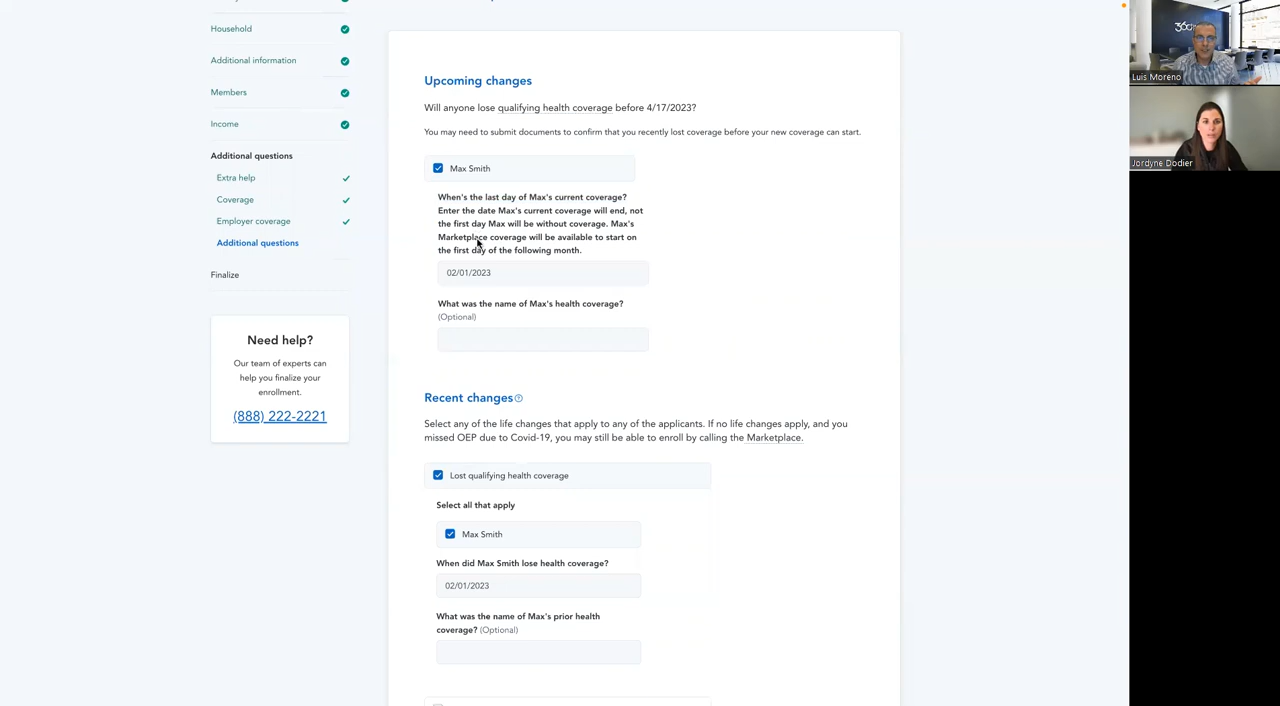 Household
Additional information
Members
Income
Additional questions
Extra help
Coverage
Employer coverage
Additional questions
Finalize
Need help?
Our team of experts can
help you finalize your
enrollment.
(888) 222-2221
Upcoming changes
Will anyone lose qualifying health coverage before 4/17/2023?
You may need to submit documents to confirm that you recently lost coverage before your new coverage can start.
Max Smith
When's the last day of Max's current coverage?
Enter the date Max's current coverage will end, not
the first day Max will be without coverage. Max's
Marketplace coverage will be available to start on
the first day of the following month.
02/01/2023
What was the name of Max's health coverage?
(Optional)
Recent changes
Select any of the life changes that apply to any of the applicants. If no life changes apply, and you
missed OEP due to Covid-19, you may still be able to enroll by calling the Marketplace.
Lost qualifying health coverage
Select all that apply
Max Smith
When did Max Smith lose health coverage?
02/01/2023
What was the name of Max's prior health
coverage? (Optional)
Luis Moreno
Jordyne Dodier